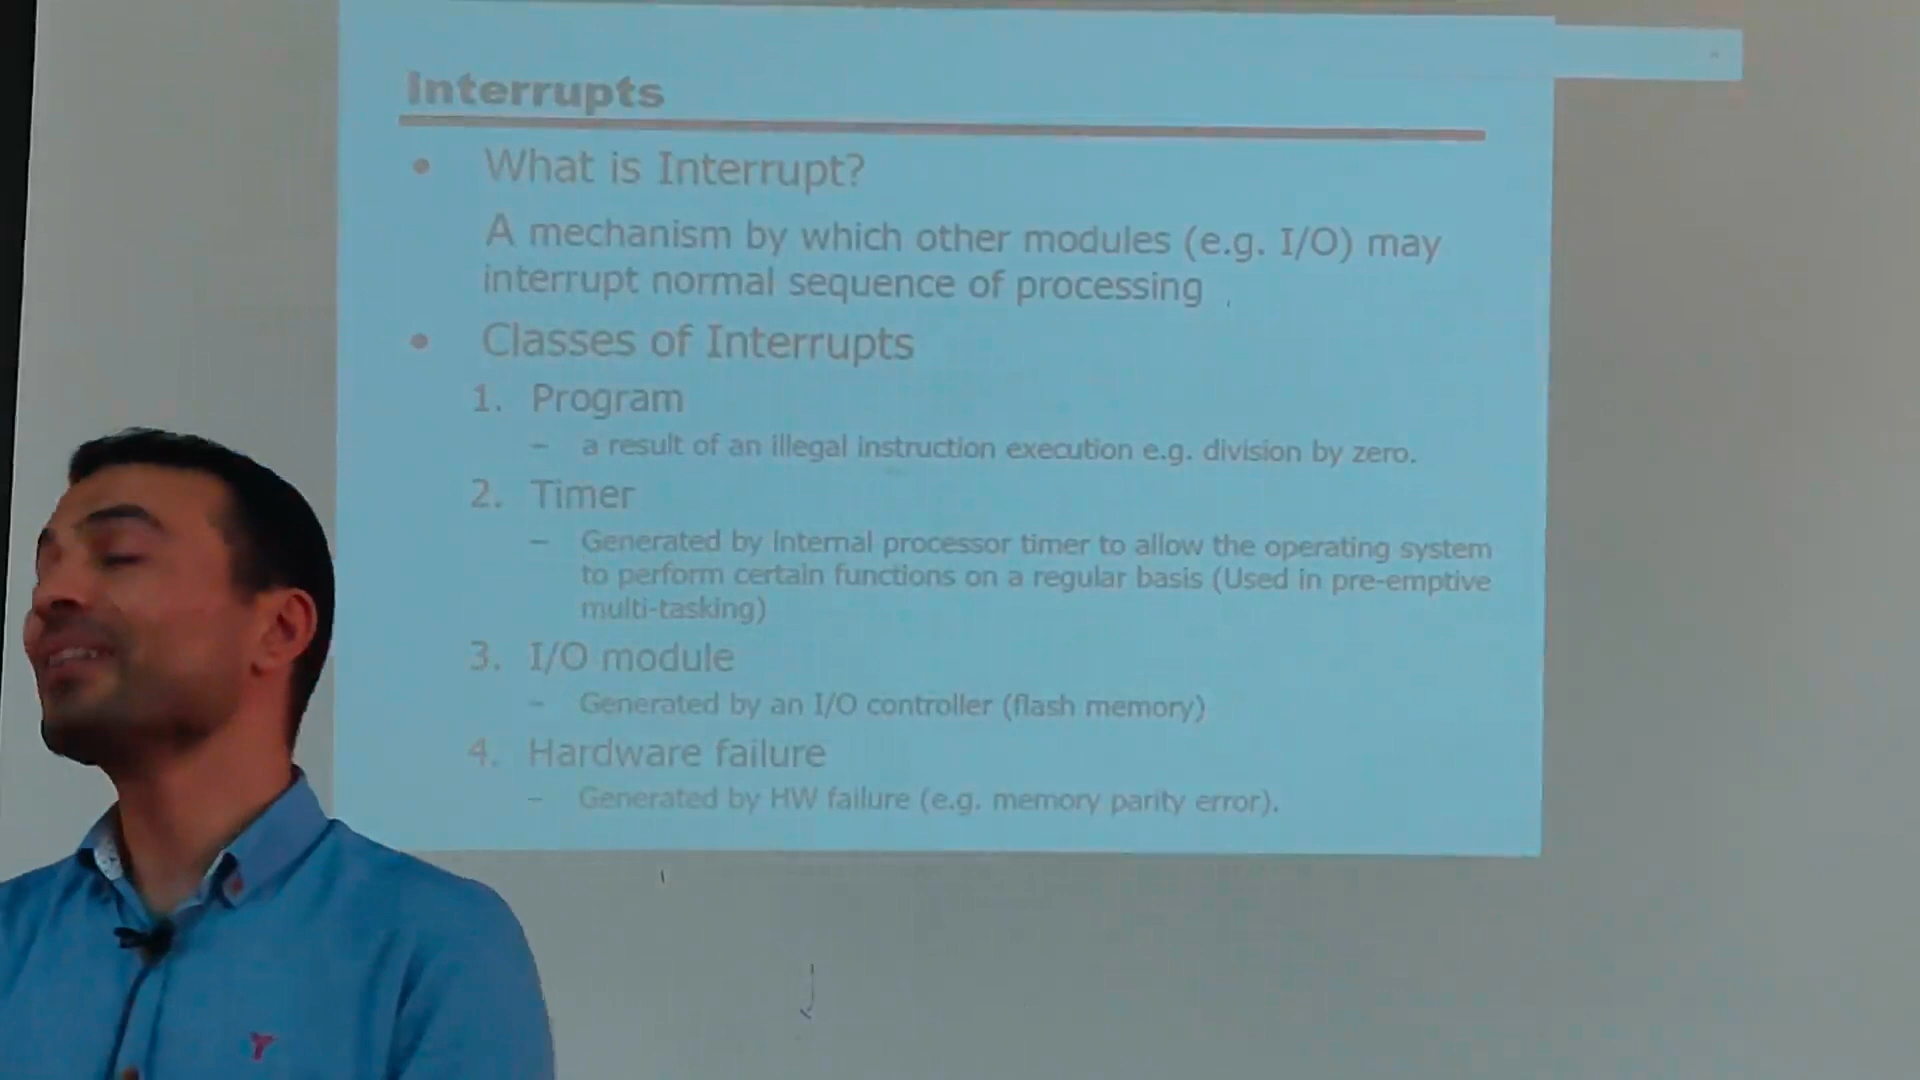 Interrupts
• What is Interrupt?
A mechanism by which other modules (e.g. I/O) may
interrupt normal sequence of processing
• Classes of Interrupts
1. Program
– a result of an illegal instruction execution e.g. division by zero.
2. Timer
– Generated by internal processor timer to allow the operating system
to perform certain functions on a regular basis (Used in pre-emptive
multi-tasking)
3. I/O module
– Generated by an I/O controller (flash memory)
4. Hardware failure
– Generated by HW failure (e.g. memory parity error).